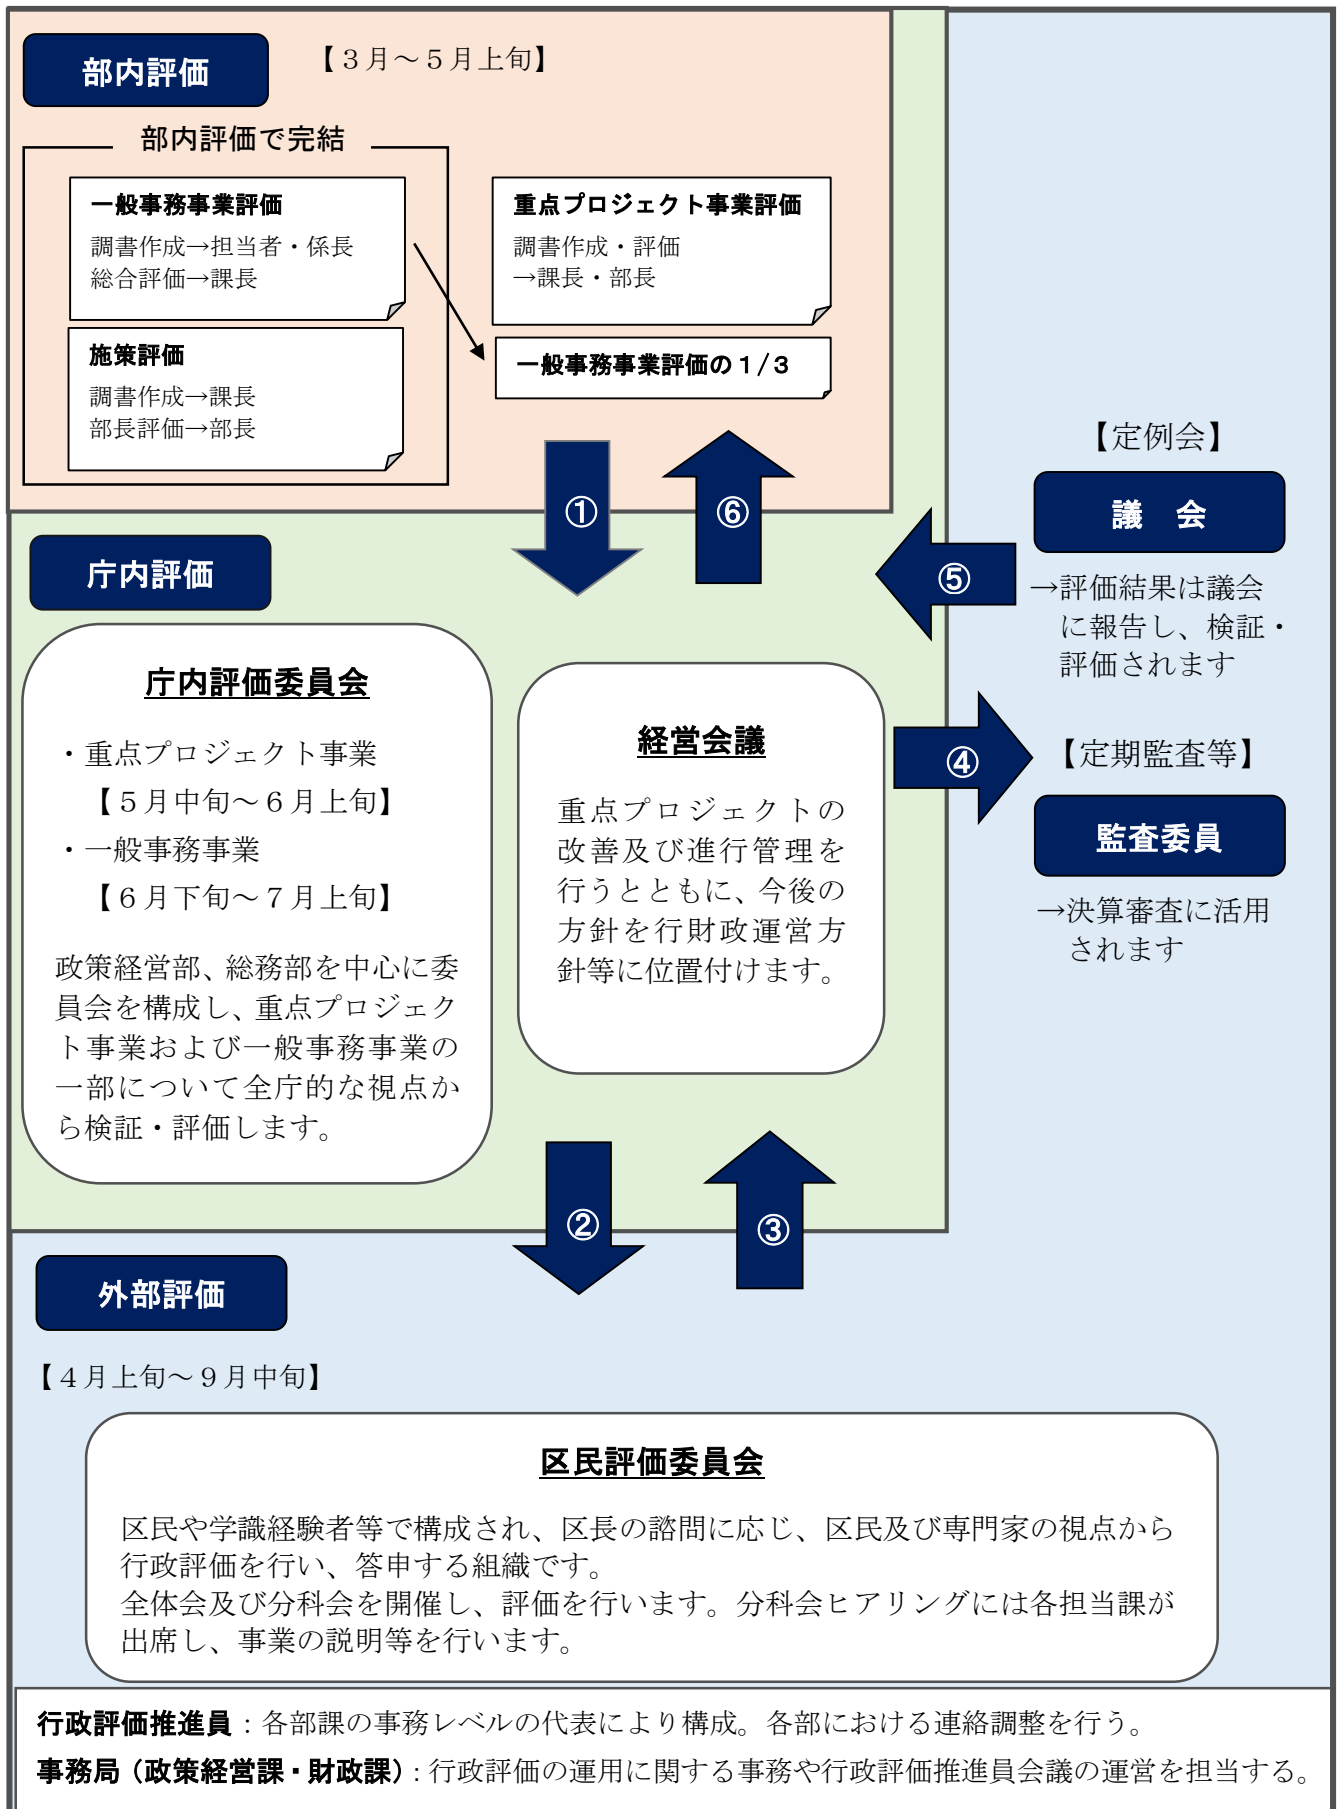 部内評価
【３月～５月上旬】
部内評価で完結
一般事務事業評価
調書作成→担当者・係長
総合評価→課長
施策評価
調書作成→課長
部長評価→部長
重点プロジェクト事業評価
調書作成・評価
→課長・部長
一般事務事業評価の１/３
①
⑥
庁内評価
庁内評価委員会
・重点プロジェクト事業
【５月中旬～６月上旬】
・一般事務事業
【６月下旬～７月上旬】
政策経営部、総務部を中心に委
員会を構成し、重点プロジェク
ト事業および一般事務事業の
一部について全庁的な視点か
ら検証・評価します。
経営会議
重点プロジェクトの
改善及び進行管理を
行うとともに、今後の
方針を行財政運営方
針等に位置付けます。
⑤
④
【定例会】
議　会
→評価結果は議会
に報告し、検証・
評価されます
【定期監査等】
監査委員
→決算審査に活用
されます
②
③
外部評価
【４月上旬～９月中旬】
区民評価委員会
区民や学識経験者等で構成され、区長の諮問に応じ、区民及び専門家の視点から
行政評価を行い、答申する組織です。
全体会及び分科会を開催し、評価を行います。分科会ヒアリングには各担当課が
出席し、事業の説明等を行います。
行政評価推進員：各部課の事務レベルの代表により構成。各部における連絡調整を行う。
事務局（政策経営課・財政課）：行政評価の運用に関する事務や行政評価推進員会議の運営を担当する。